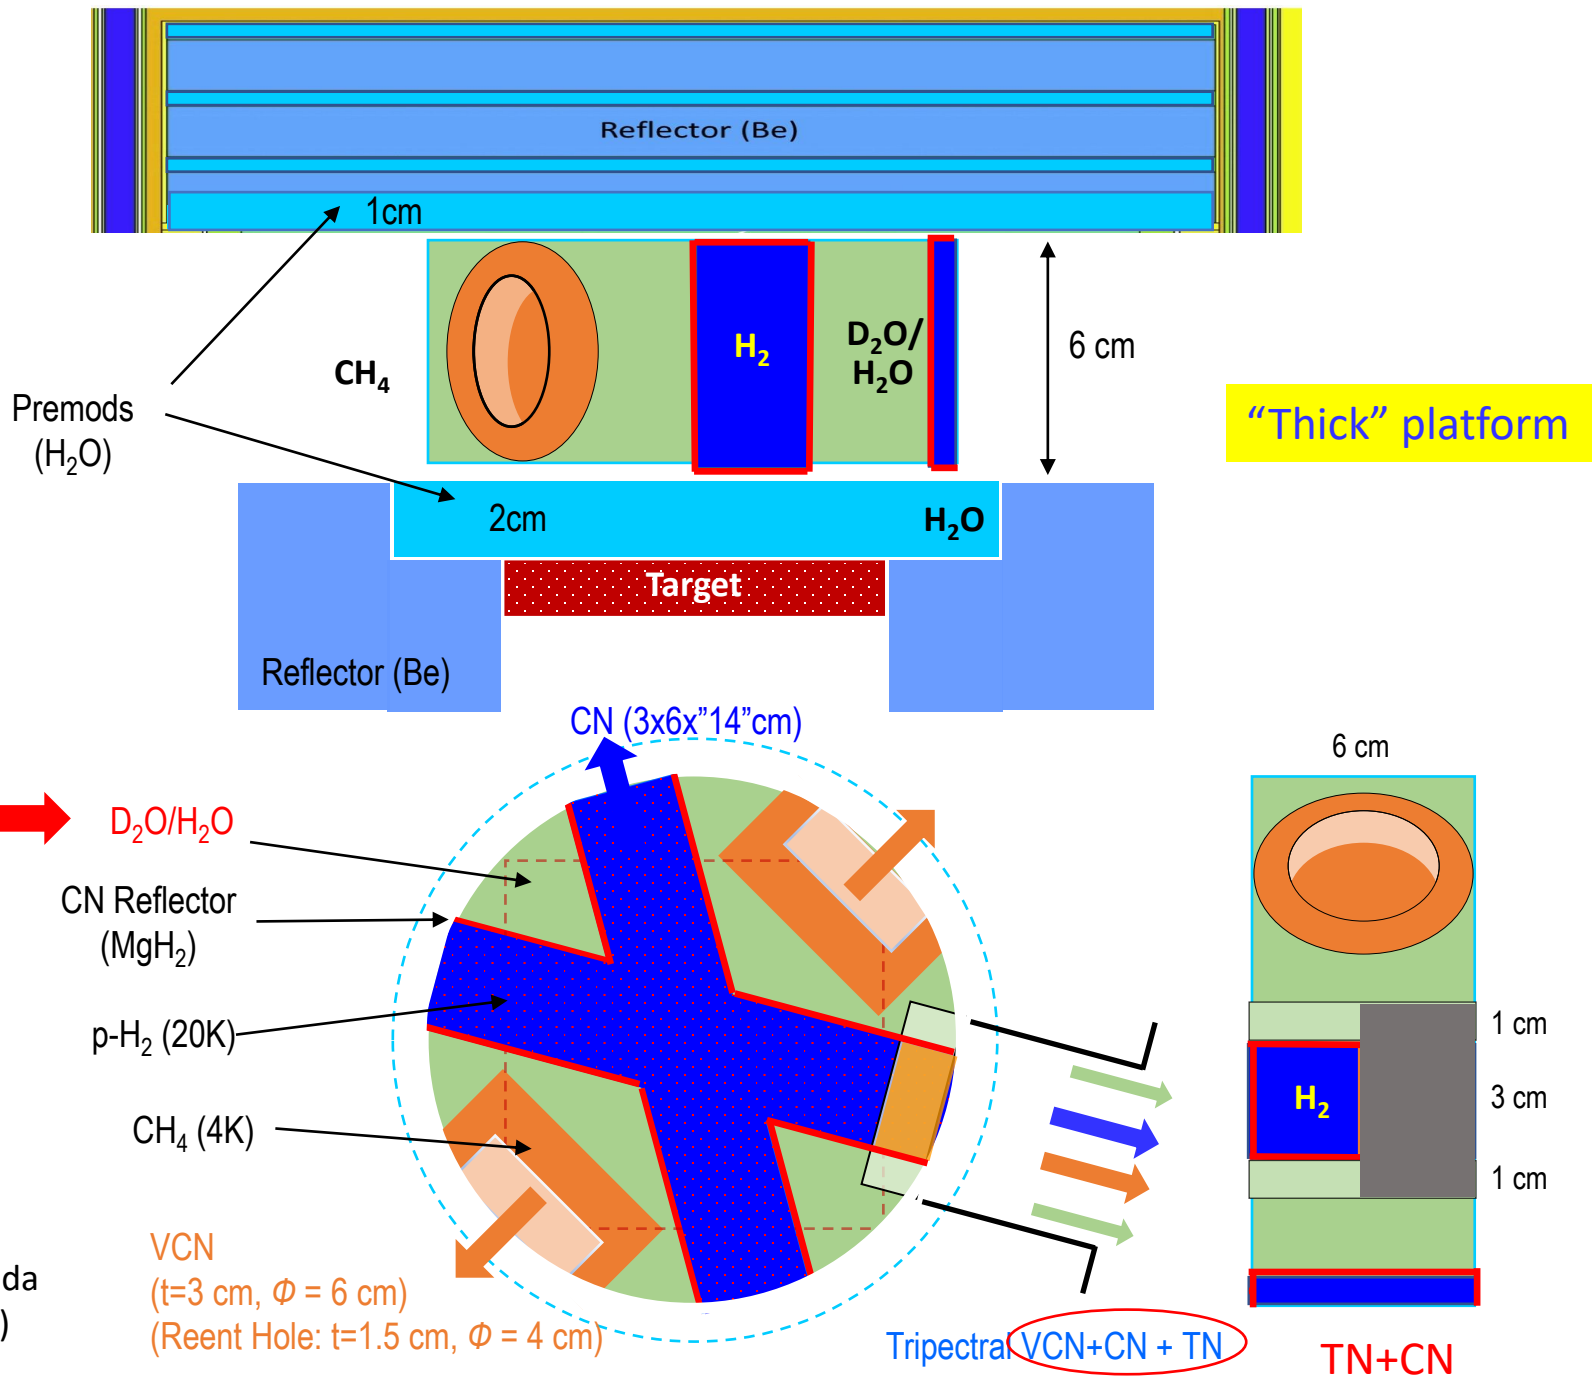 Reflector (Be)
1cm
CH₄
H₂
D₂O/
H₂O
6 cm
Premods
(H₂O)
“Thick” platform
2cm
H₂O
Target
Reflector (Be)
CN (3x6x”14”cm)
6 cm
D₂O/H₂O
CN Reflector
(MgH₂)
p-H₂ (20K)
CH₄ (4K)
1 cm
H₂
3 cm
1 cm
VCN
(t=3 cm, Φ = 6 cm)
(Reent Hole: t=1.5 cm, Φ = 4 cm)
da
)
Tripectral VCN+CN + TN
TN+CN